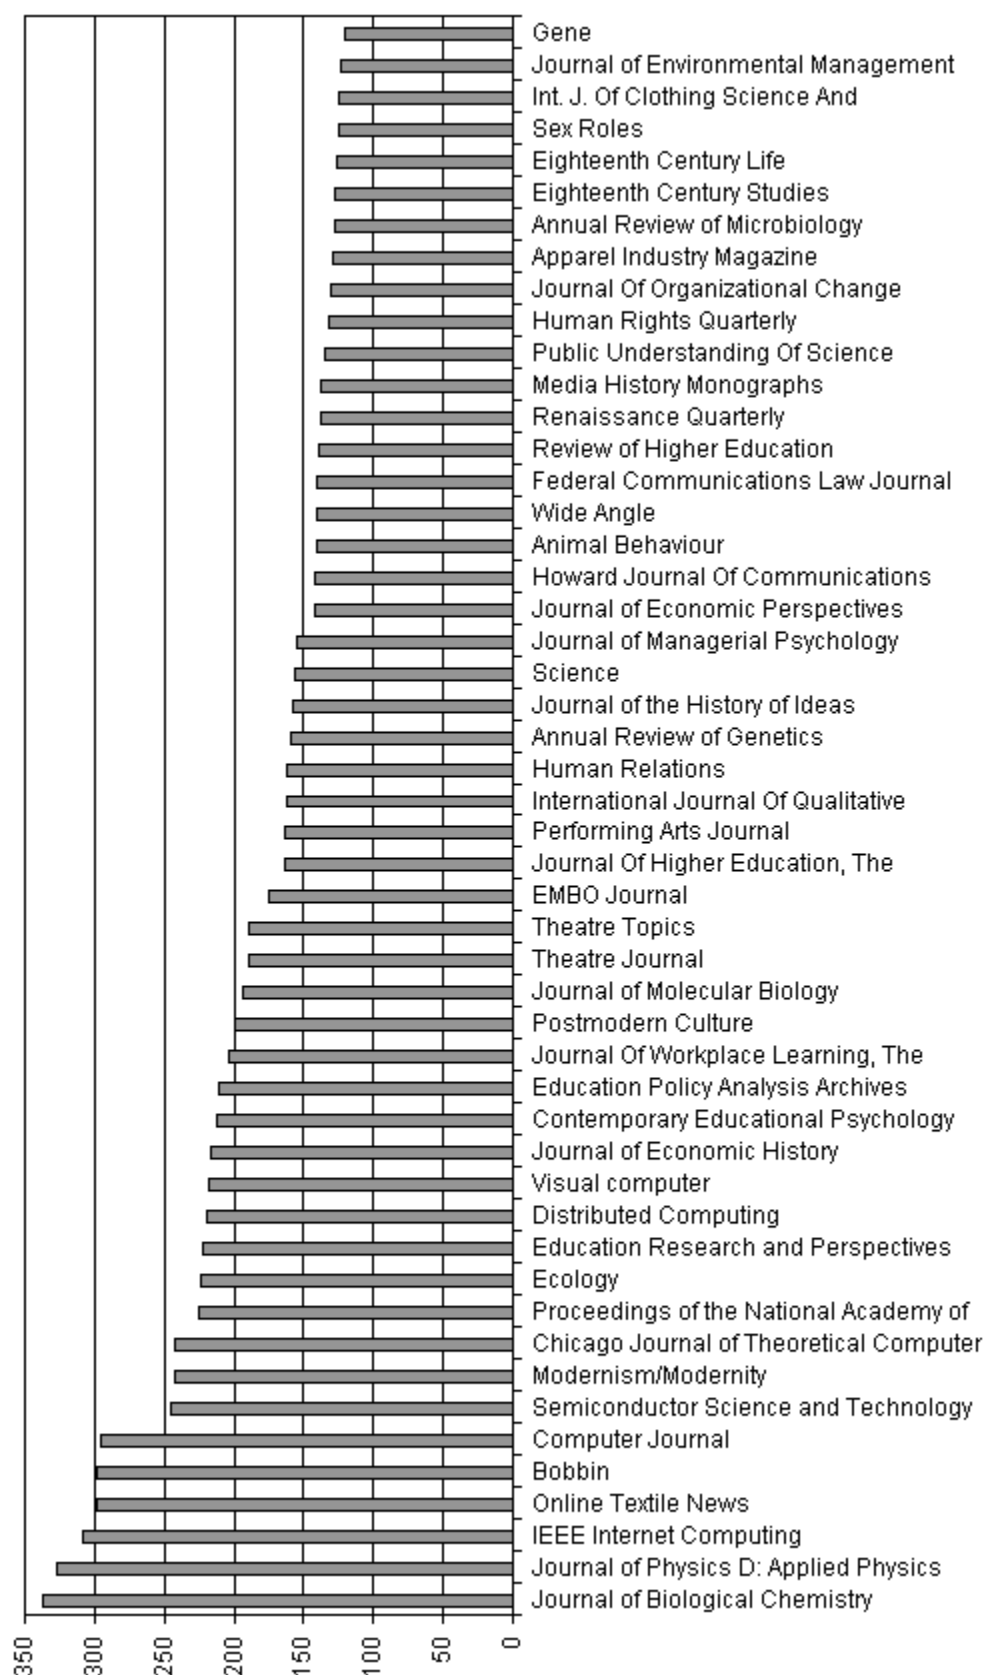 Gene
Journal of Environmental Management
Int. J. Of Clothing Science And
Sex Roles
Eighteenth Century Life
Eighteenth Century Studies
Annual Review of Microbiology
Apparel Industry Magazine
Journal Of Organizational Change
Human Rights Quarterly
Public Understanding Of Science
Media History Monographs
Renaissance Quarterly
Review of Higher Education
Federal Communications Law Journal
Wide Angle
Animal Behaviour
Howard Journal Of Communications
Journal of Economic Perspectives
Journal of Managerial Psychology
Science
Journal of the History of Ideas
Annual Review of Genetics
Human Relations
International Journal Of Qualitative
Performing Arts Journal
Journal Of Higher Education, The
EMBO Journal
Theatre Topics
Theatre Journal
Journal of Molecular Biology
Postmodern Culture
Journal Of Workplace Learning, The
Education Policy Analysis Archives
Contemporary Educational Psychology
Journal of Economic History
Visual computer
Distributed Computing
Education Research and Perspectives
Ecology
Proceedings of the National Academy of
Chicago Journal of Theoretical Computer
Modernism/Modernity
Semiconductor Science and Technology
Computer Journal
Bobbin
Online Textile News
IEEE Internet Computing
Journal of Physics D: Applied Physics
Journal of Biological Chemistry
350
300
250
200
150
100
50
0